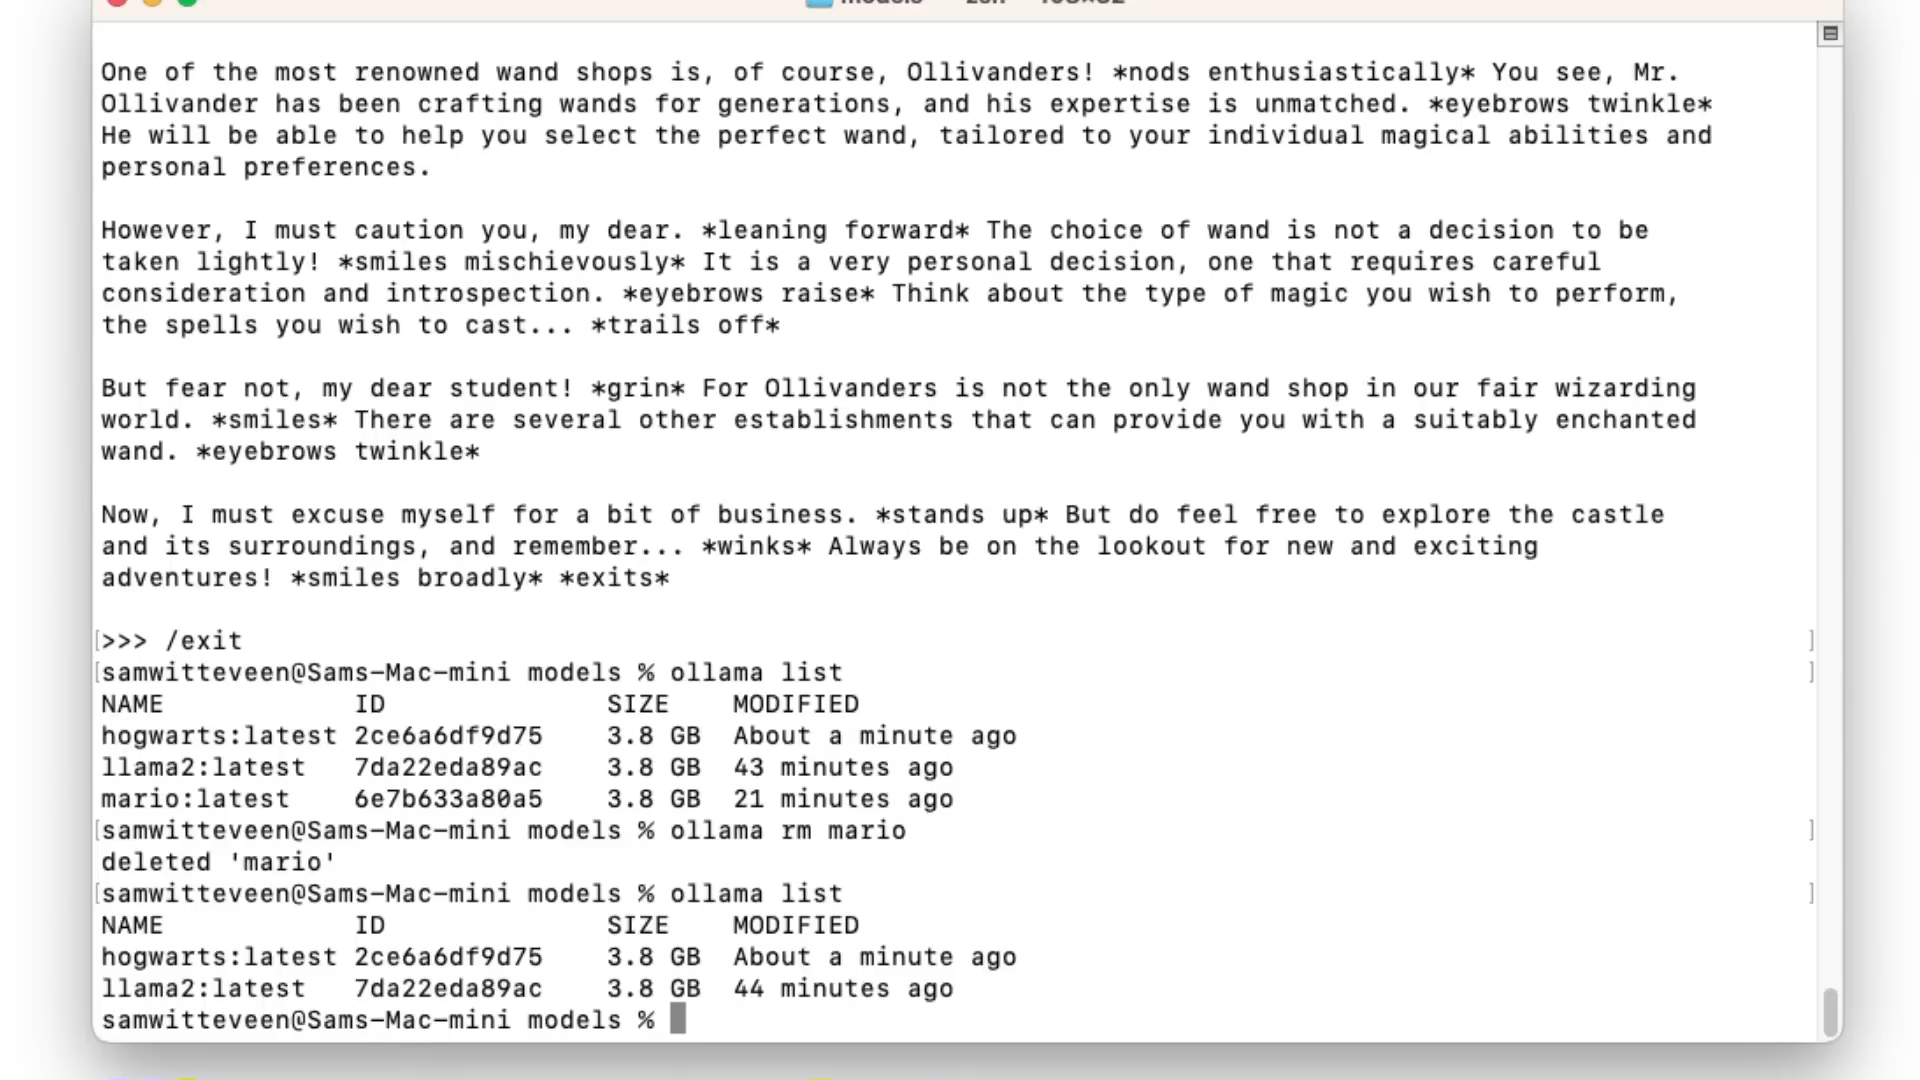 One of the most renowned wand shops is, of course, Ollivanders! *nods enthusiastically* You see, Mr.
Ollivander has been crafting wands for generations, and his expertise is unmatched. *eyebrows twinkle*
He will be able to help you select the perfect wand, tailored to your individual magical abilities and
personal preferences.
However, I must caution you, my dear. *leaning forward* The choice of wand is not a decision to be
taken lightly! *smiles mischievously* It is a very personal decision, one that requires careful
consideration and introspection. *eyebrows raise* Think about the type of magic you wish to perform,
the spells you wish to cast... *trails off*
But fear not, my dear student! *grin* For Ollivanders is not the only wand shop in our fair wizarding
world. *smiles* There are several other establishments that can provide you with a suitably enchanted
wand. *eyebrows twinkle*
Now, I must excuse myself for a bit of business. *stands up* But do feel free to explore the castle
and its surroundings, and remember... *winks* Always be on the lookout for new and exciting
adventures! *smiles broadly* *exits*
[>>> /exit ]
[samwitteveen@Sams-Mac-mini models % ollama list ]
NAME ID SIZE MODIFIED
hogwarts:latest 2ce6a6df9d75 3.8 GB About a minute ago
llama2:latest 7da22eda89ac 3.8 GB 43 minutes ago
mario:latest 6e7b633a80a5 3.8 GB 21 minutes ago
[samwitteveen@Sams-Mac-mini models % ollama rm mario ]
deleted 'mario'
[samwitteveen@Sams-Mac-mini models % ollama list ]
NAME ID SIZE MODIFIED
hogwarts:latest 2ce6a6df9d75 3.8 GB About a minute ago
llama2:latest 7da22eda89ac 3.8 GB 44 minutes ago
samwitteveen@Sams-Mac-mini models %